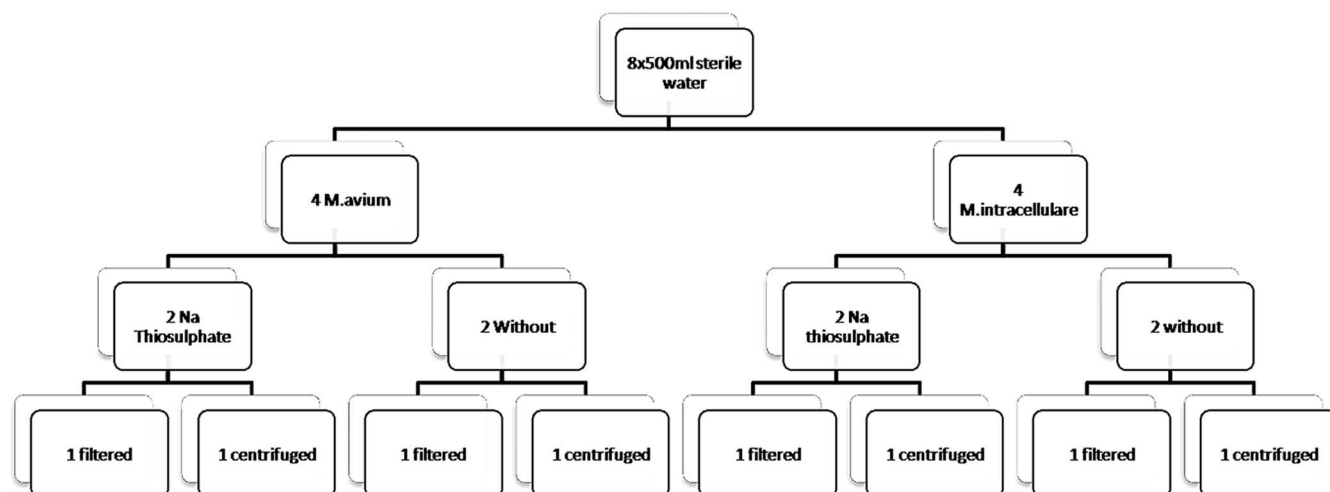 8x500ml sterile
water
4 M.avium
4
M.intracellulare
2 Na
Thiosulphate
2 Without
2 Na
thiosulphate
2 without
1 filtered
1 centrifuged
1 filtered
1 centrifuged
1 filtered
1 centrifuged
1 filtered
1 centrifuged